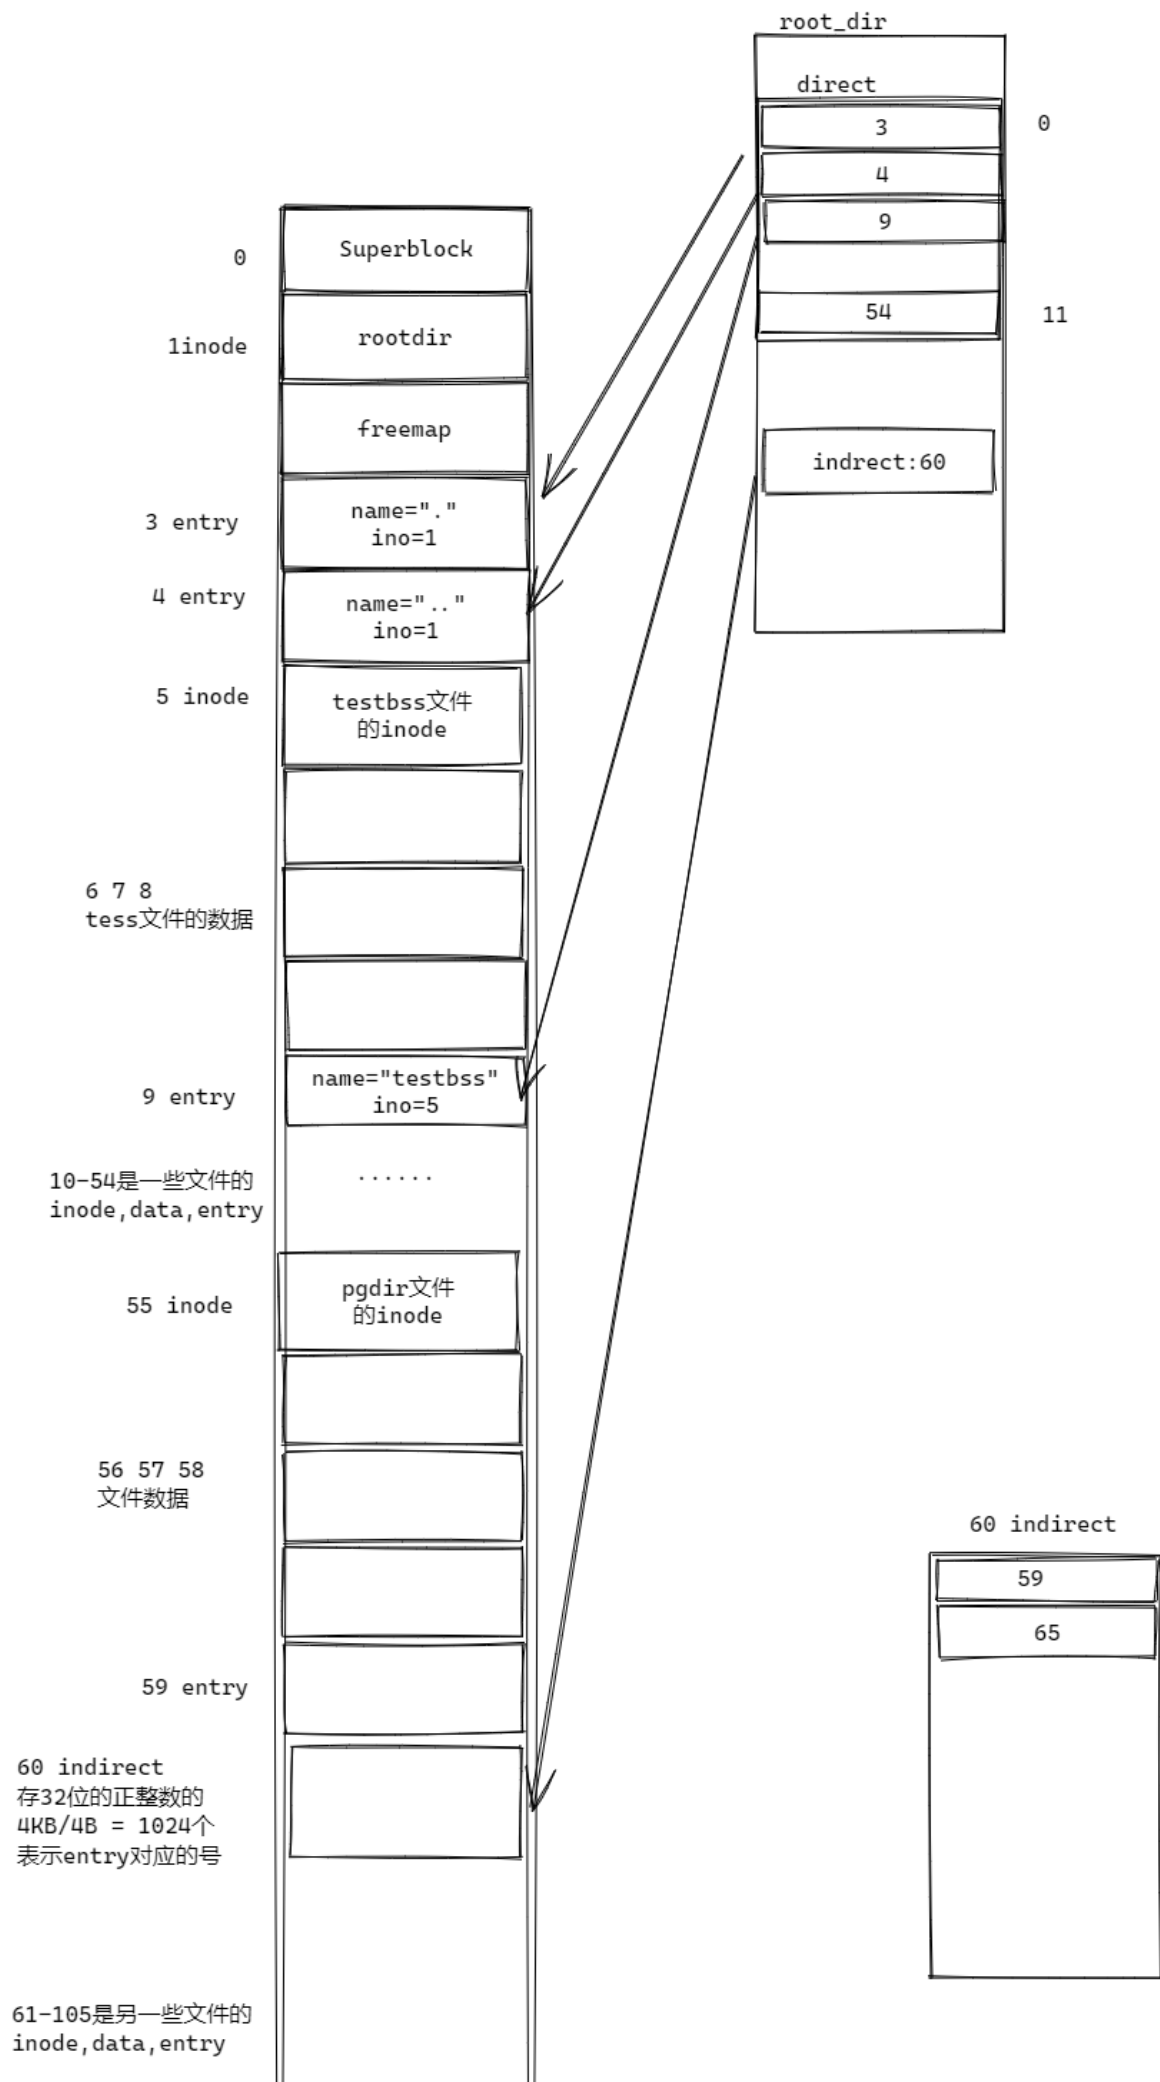 root_dir
direct
3
0
4
9
54
11
indrect:60
0
Superblock
1inode
rootdir
freemap
3 entry
name="."
ino=1
4 entry
name=".."
ino=1
5 inode
testbss文件
的inode
6 7 8
tess文件的数据
9 entry
name="testbss"
ino=5
10-54是一些文件的
inode,data,entry
......
55 inode
pgdir文件
的inode
56 57 58
文件数据
59 entry
60 indirect
存32位的正整数的
4KB/4B = 1024个
表示entry对应的号
61-105是另一些文件的
inode,data,entry
60 indirect
59
65